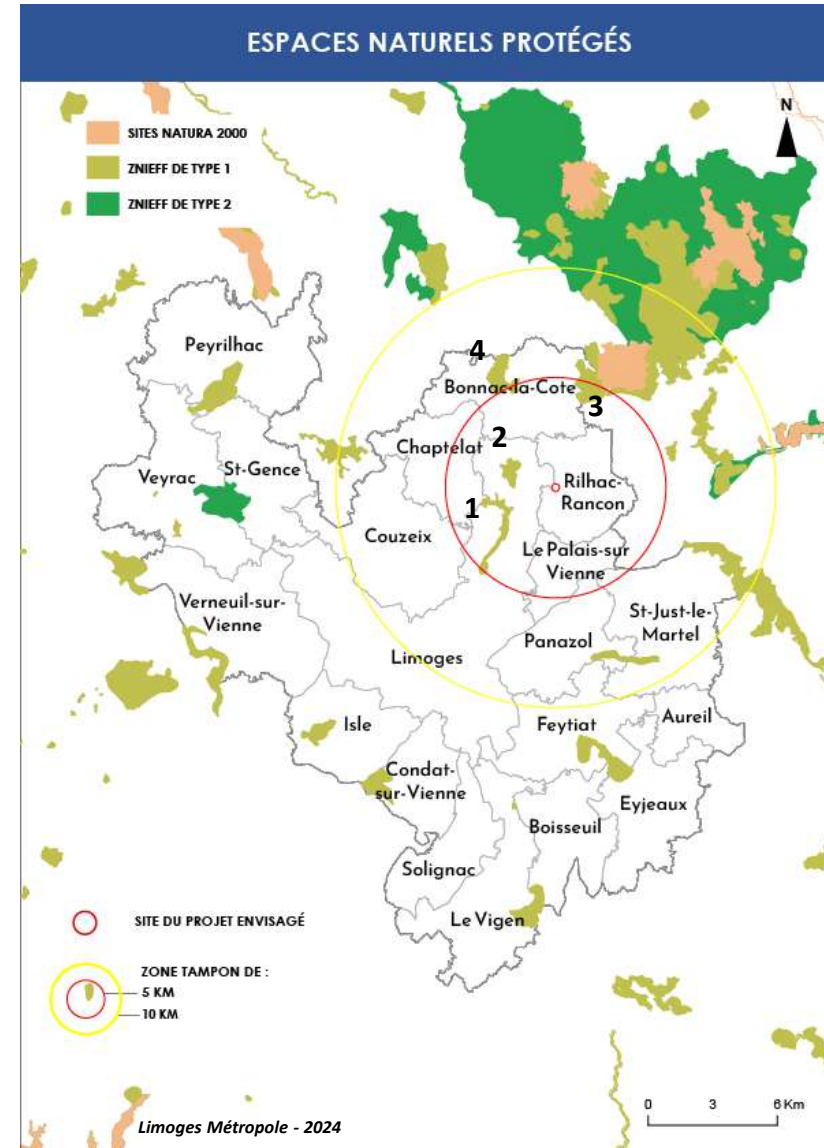 ESPACES NATURELS PROTÉGÉS
SITES NATURA 2000
ZNIEFF DE TYPE 1
ZNIEFF DE TYPE 2
N
Peyrilhac
4
Bonnac-la-Cote
3
2
Chaptelat
St-Gence
Veyrac
Rilhac-
Rancon
1
Couzeix
Le Palais-sur
Vienne
Verneuil-sur-
Vienne
St-Just-le-
Martel
Panazol
Limoges
Isle
Feytiat
Aureil
Condat-
sur-Vienne
Eyjeaux
Boisseuil
Solignac
Le Vigen
SITE DU PROJET ENVISAGÉ
ZONE TAMPON DE :
5 KM
10 KM
Limoges Métropole - 2024
0 3 6 Km